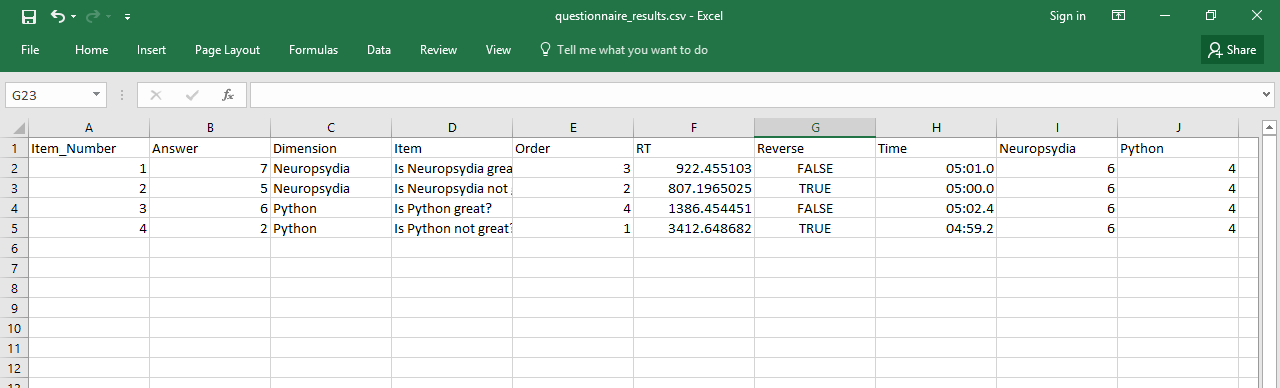 questionnaire_results.csv - Excel
Sign in
File Home Insert Page Layout Formulas Data Review View Tell me what you want to do Share
G23 fx
A B C D E F G H I J
1 Item_Number Answer Dimension Item Order RT Reverse Time Neuropsydia Python
2 1 7 Neuropsydia Is Neuropsydia grea 3 922.455103 FALSE 05:01.0 6 4
3 2 5 Neuropsydia Is Neuropsydia not 2 807.1965025 TRUE 05:00.0 6 4
4 3 6 Python Is Python great? 4 1386.454451 FALSE 05:02.4 6 4
5 4 2 Python Is Python not great? 1 3412.648682 TRUE 04:59.2 6 4
6
7
8
9
10
11
12
13